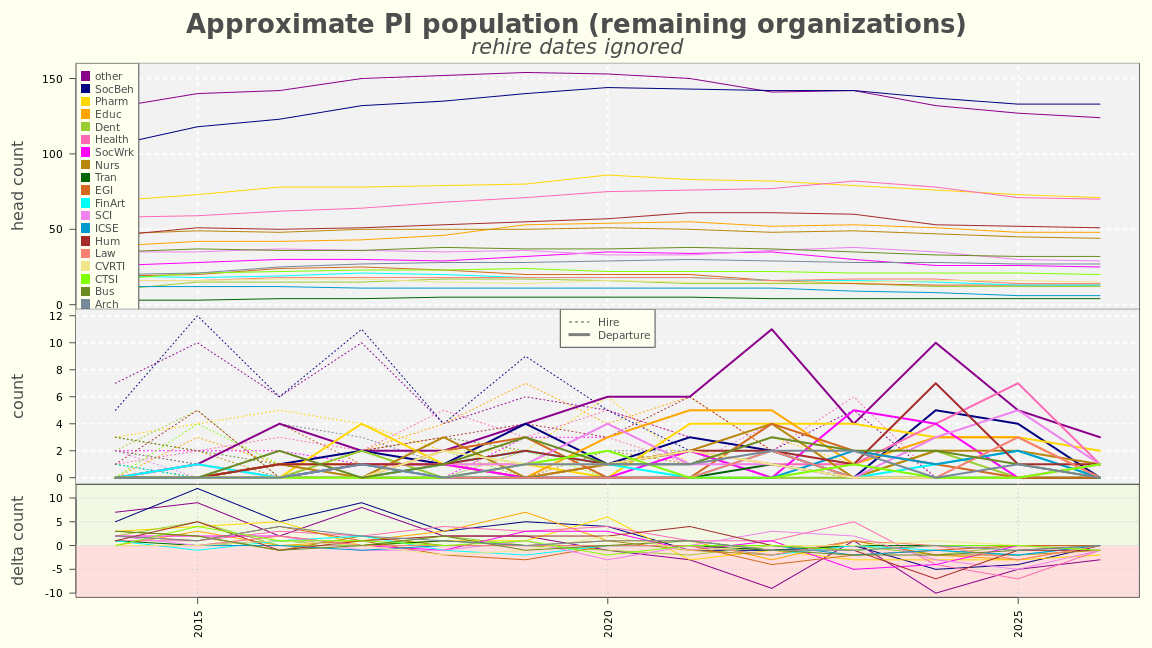 Approximate PI population (remaining organizations)
rehire dates ignored
head count
150
100
50
0
other
SocBeh
Pharm
Educ
Dent
Health
SocWrk
Nurs
Tran
EGI
FinArt
SCI
ICSE
Hum
Law
CVRTI
CTSI
Bus
Arch
count
12
10
8
6
4
2
0
Hire
Departure
delta count
10
5
0
-5
-10
2015
2020
2025